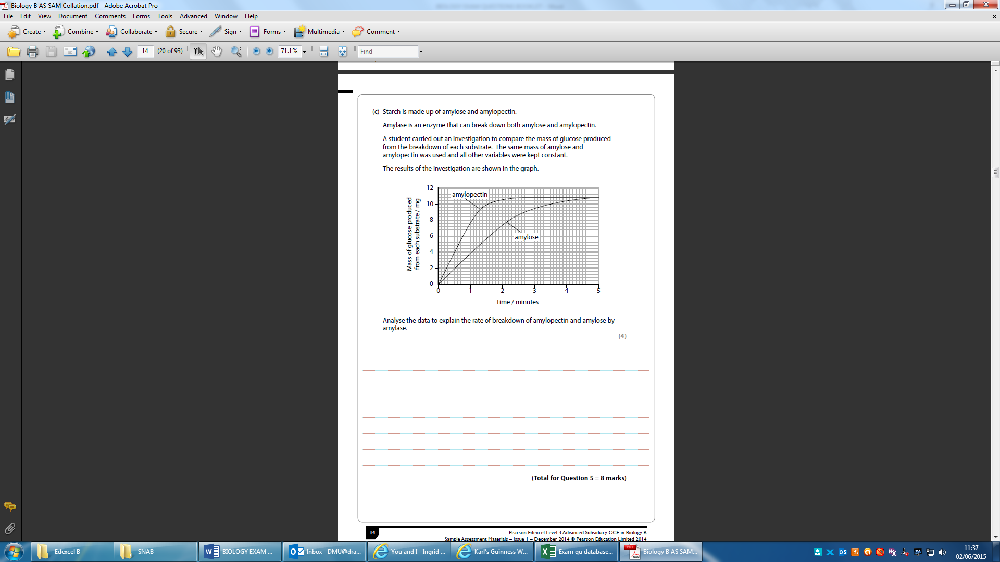 Biology B AS SAM Collation.pdf - Adobe Acrobat Pro
File Edit View Document Comments Forms Tools Advanced Window Help
Create Combine Collaborate Secure Sign Forms Multimedia Comment
14 (20 of 93) 71.1% Find
(c) Starch is made up of amylose and amylopectin.
Amylase is an enzyme that can break down both amylose and amylopectin.
A student carried out an investigation to compare the mass of glucose produced
from the breakdown of each substrate. The same mass of amylose and
amylopectin was used and all other variables were kept constant.
The results of the investigation are shown in the graph.
Mass of glucose produced
from each substrate / mg
12
10
8
6
4
2
0
amylopectin
amylose
0 1 2 3 4 5
Time / minutes
Analyse the data to explain the rate of breakdown of amylopectin and amylose by
amylase.
(4)
(Total for Question 5 = 8 marks)
14
Pearson Edexcel Level 3 Advanced Subsidiary GCE in Biology B
Sample Assessment Materials – Issue 1 – December 2014 © Pearson Education Limited 2014
Edexcel B SNAB BIOLOGY EXAM ... Inbox - DMU@dra... You and I - Ingrid ... Karl's Guinness W... Exam qu database... Biology B AS SAM...
11:37
02/06/2015